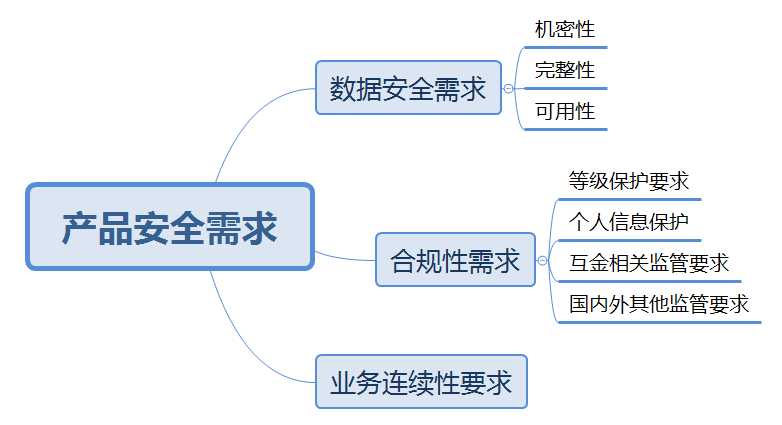 产品安全需求
数据安全需求
机密性
完整性
可用性
合规性需求
等级保护要求
个人信息保护
互金相关监管要求
国内外其他监管要求
业务连续性要求